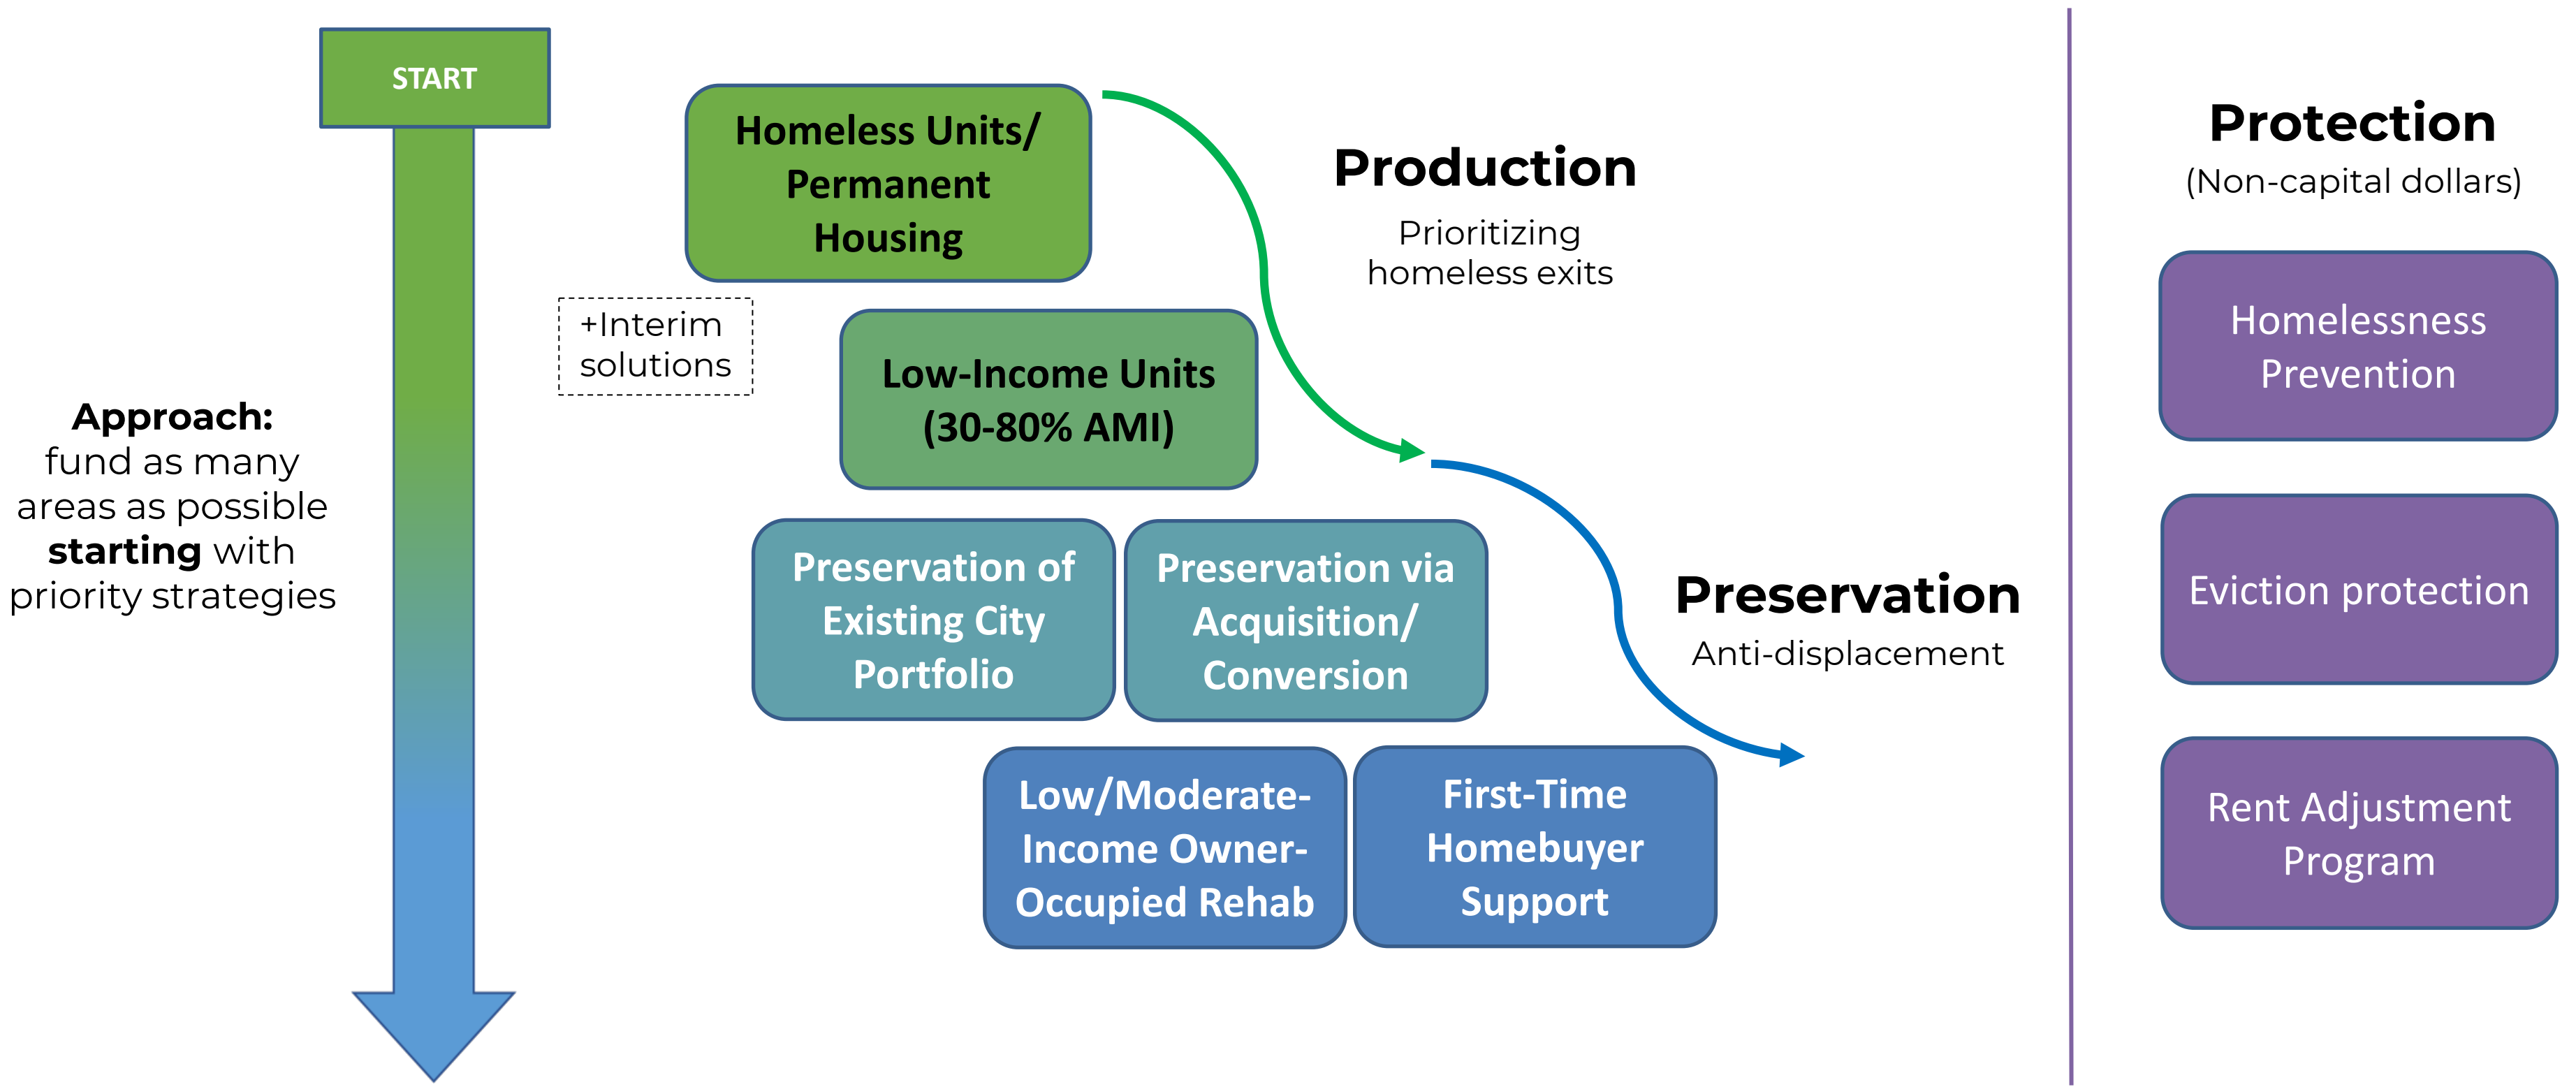 START
Approach:
fund as many
areas as possible
starting with
priority strategies
Homeless Units/
Permanent
Housing
+Interim
solutions
Low-Income Units
(30-80% AMI)
Production
Prioritizing
homeless exits
Preservation of
Existing City
Portfolio
Preservation via
Acquisition/
Conversion
Preservation
Anti-displacement
Low/Moderate-
Income Owner-
Occupied Rehab
First-Time
Homebuyer
Support
Protection
(Non-capital dollars)
Homelessness
Prevention
Eviction protection
Rent Adjustment
Program